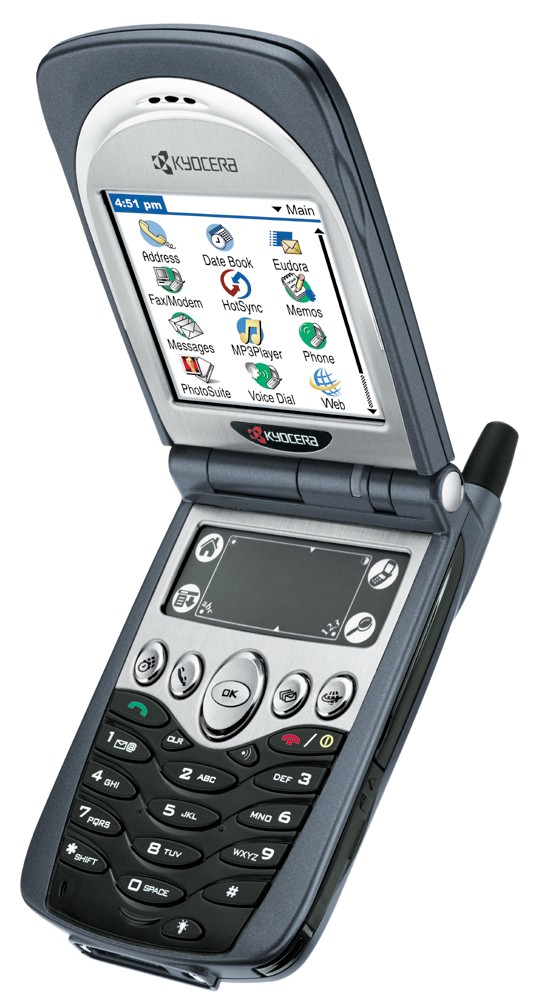 KYOCERA
4:51 pm Main
Address Date Book Eudora
Fax/Modem HotSync Memos
Messages MP3Player Phone
PhotoSuite Voice Dial Web
KYOCERA
a/A
123
OK
1 @ CLR
2 ABC DEF 3
4 GHI 5 JKL MNO 6
7 PQRS 8 TUV WXYZ 9
* SHIFT 0 SPACE #